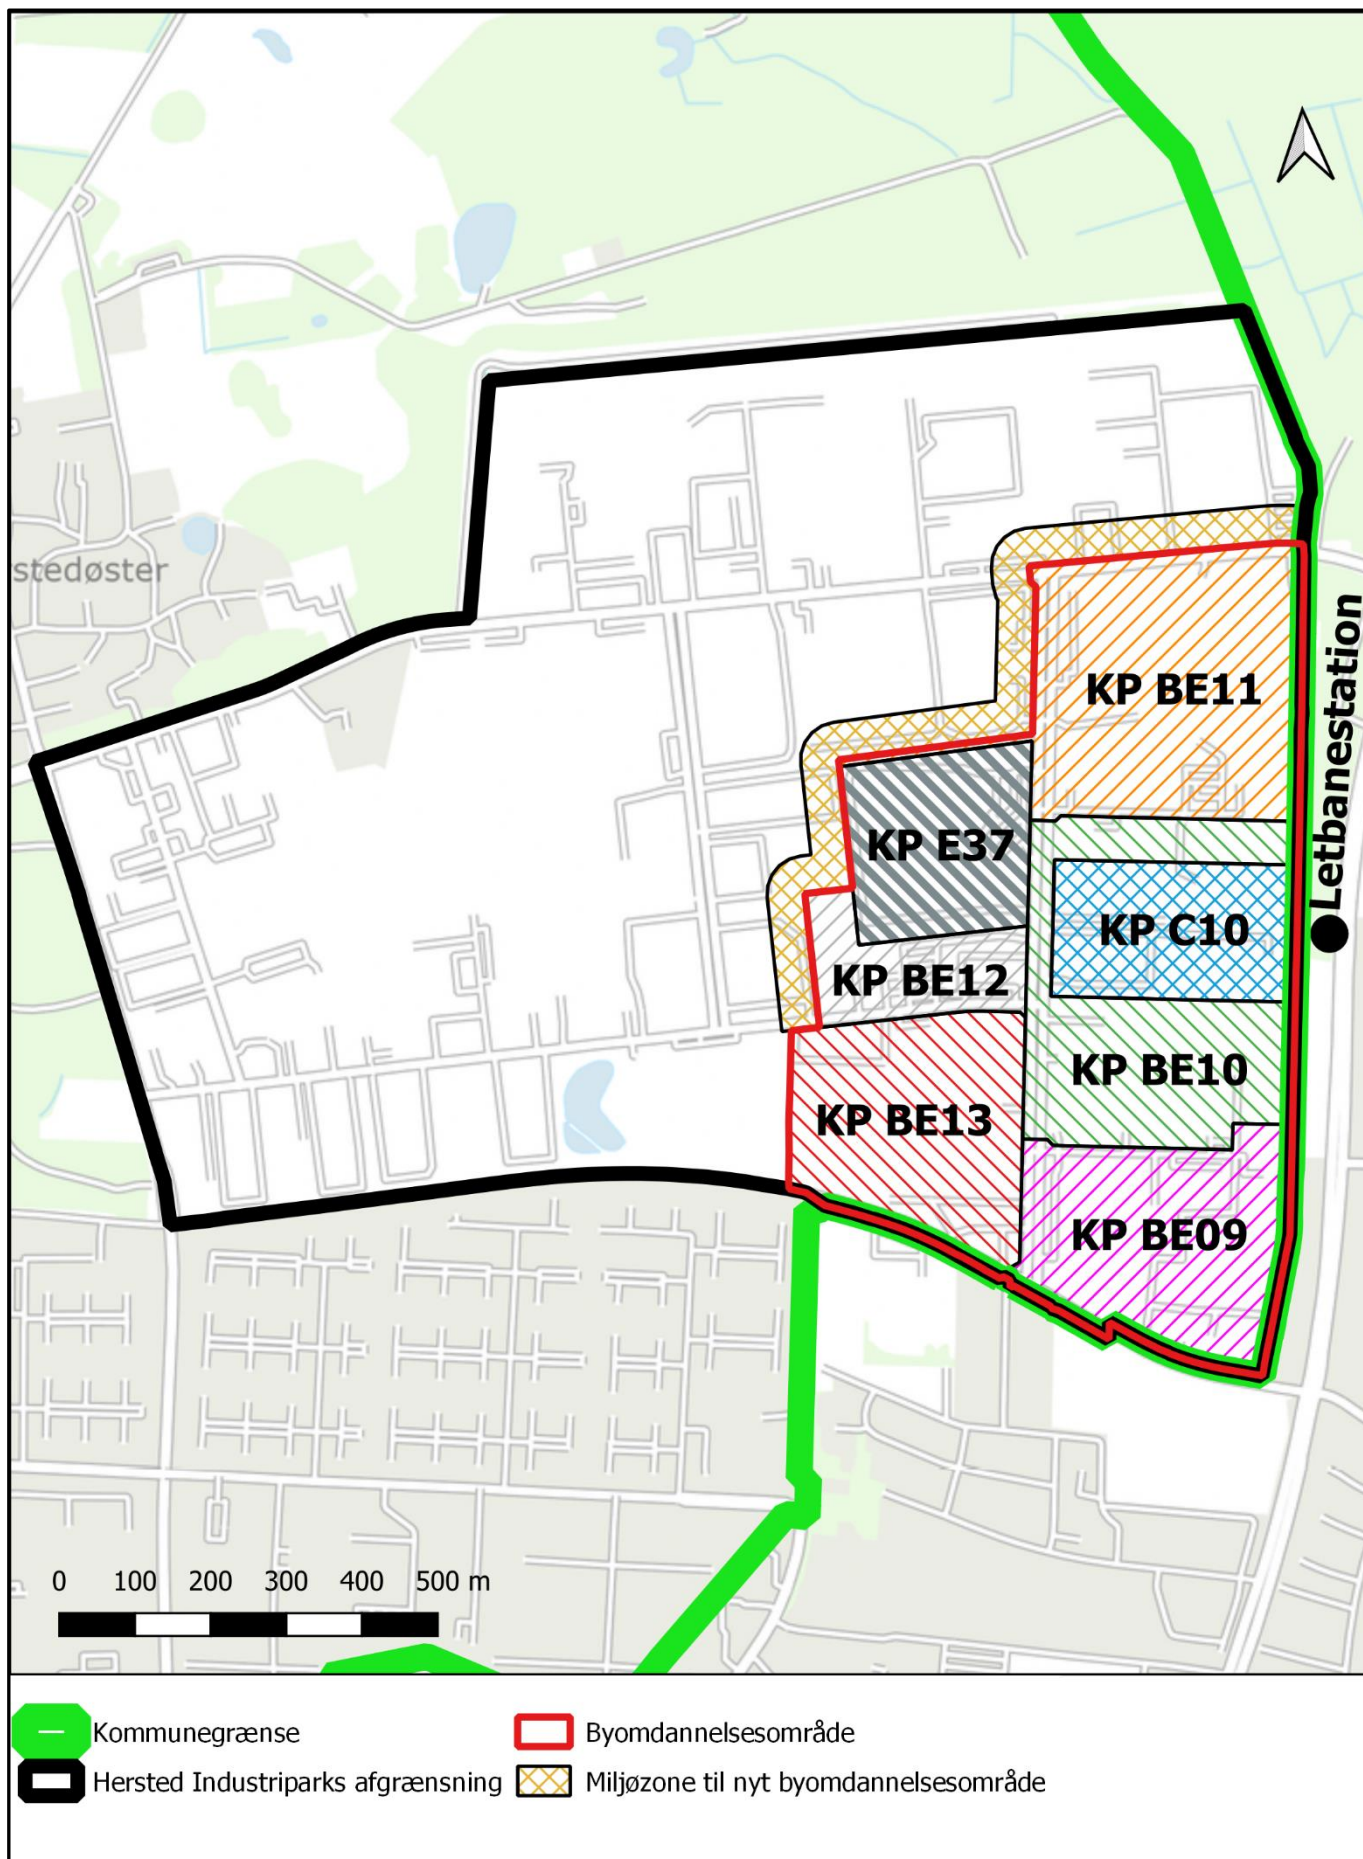 stedøster
KP BE11
Letbanestation
KP E37
KP C10
KP BE12
KP BE10
KP BE13
KP BE09
0 100 200 300 400 500 m
Kommunegrænse
Byomdannelsesområde
Hersted Industriparks afgrænsning
Miljøzone til nyt byomdannelsesområde